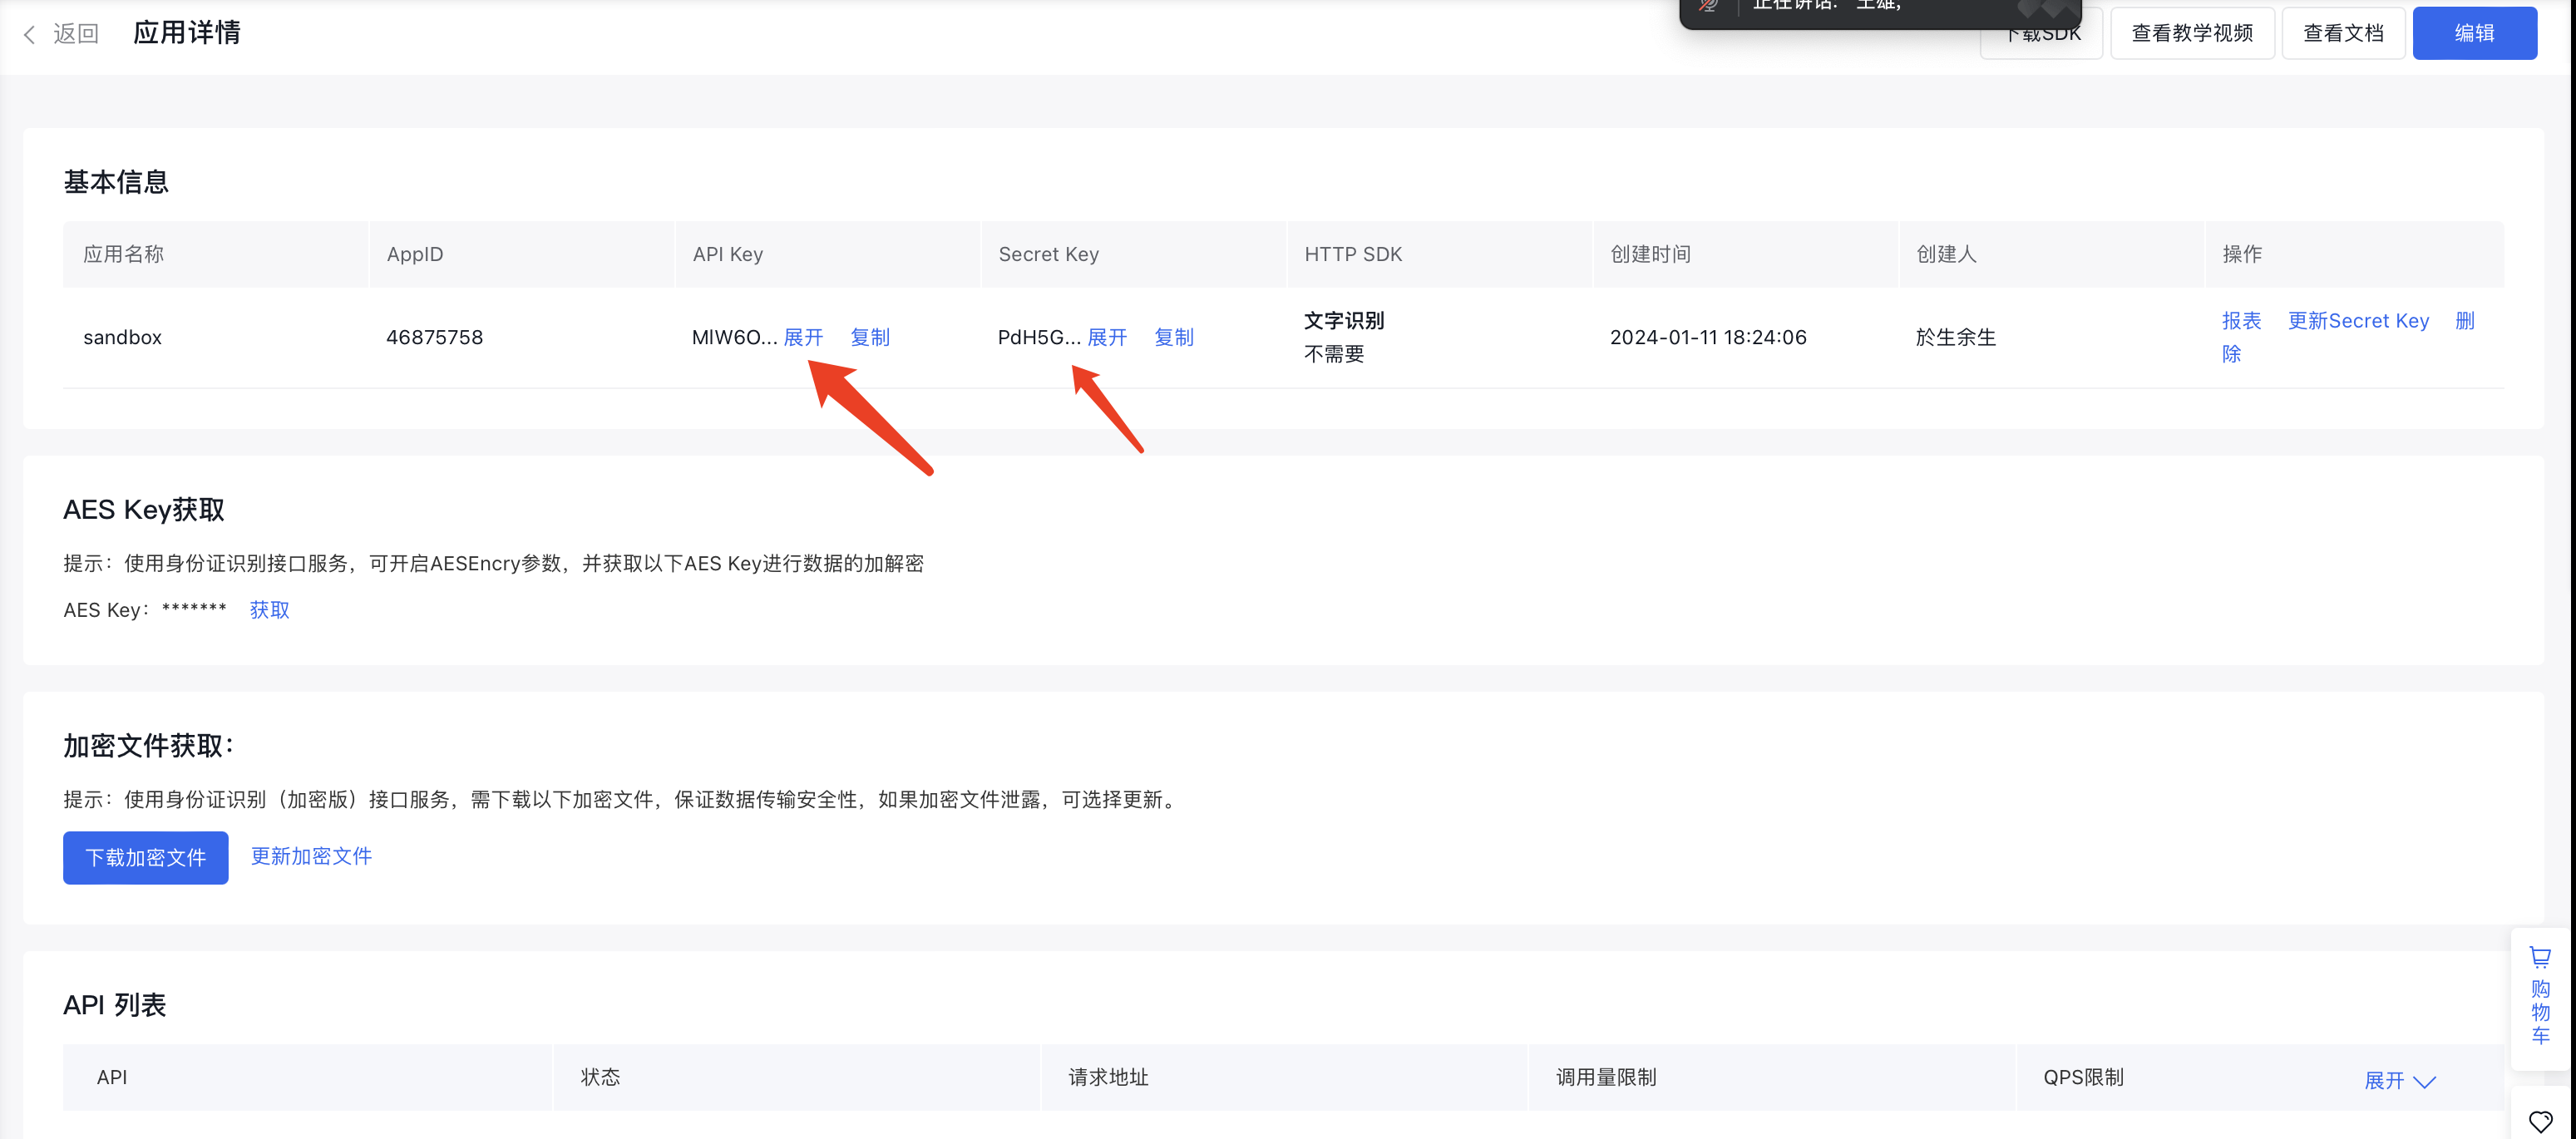 返回 应用详情
正在讲话:
下载SDK 查看教学视频 查看文档 编辑
基本信息
应用名称 AppID API Key Secret Key HTTP SDK 创建时间 创建人 操作
sandbox 46875758 MIW6O... 展开 复制 PdH5G... 展开 复制 文字识别 2024-01-11 18:24:06 於生余生 报表 更新Secret Key 删
不需要 除
AES Key获取
提示：使用身份证识别接口服务，可开启AESEncry参数，并获取以下AES Key进行数据的加解密
AES Key: ******* 获取
加密文件获取：
提示：使用身份证识别（加密版）接口服务，需下载以下加密文件，保证数据传输安全性，如果加密文件泄露，可选择更新。
下载加密文件 更新加密文件
API 列表
API 状态 请求地址 调用量限制 QPS限制 展开
购
物
车